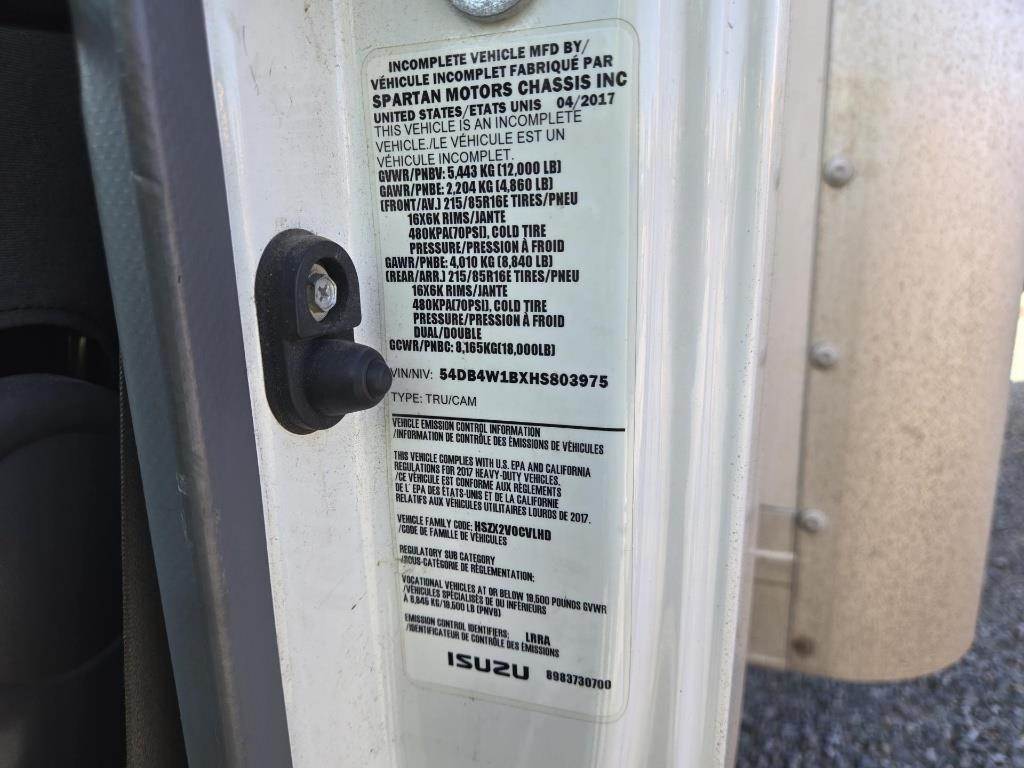 INCOMPLETE VEHICLE MFD BY/
VÉHICULE INCOMPLET FABRIQUÉ PAR
SPARTAN MOTORS CHASSIS INC
UNITED STATES/ETATS UNIS 04/2017
THIS VEHICLE IS AN INCOMPLETE
VEHICLE./LE VÉHICULE EST UN
VÉHICULE INCOMPLET.
GVWR/PNBV: 5,443 KG (12,000 LB)
GAWR/PNBE: 2,204 KG (4,860 LB)
(FRONT/AV.) 215/85R16E TIRES/PNEU
16X6K RIMS/JANTE
480KPA(70PSI), COLD TIRE
PRESSURE/PRESSION À FROID
GAWR/PNBE: 4,010 KG (8,840 LB)
(REAR/ARR.) 215/85R16E TIRES/PNEU
16X6K RIMS/JANTE
480KPA(70PSI), COLD TIRE
PRESSURE/PRESSION À FROID
DUAL/DOUBLE
GCWR/PNBC: 8,165KG(18,000LB)
VIN/NIV: 54DB4W1BXHS803975
TYPE: TRU/CAM
VEHICLE EMISSION CONTROL INFORMATION
/INFORMATION DE CONTRÔLE DES ÉMISSIONS DE VÉHICULES
THIS VEHICLE COMPLIES WITH U.S. EPA AND CALIFORNIA
REGULATIONS FOR 2017 HEAVY-DUTY VEHICLES.
/CE VÉHICULE EST CONFORME AUX RÈGLEMENTS
DE L' EPA DES ÉTATS-UNIS ET DE LA CALIFORNIE
RELATIFS AUX VÉHICULES UTILITAIRES LOURDS DE 2017.
VEHICLE FAMILY CODE: HSZX2VOCVLHD
/CODE DE FAMILLE DE VÉHICULES
REGULATORY SUB CATEGORY
/SOUS-CATÉGORIE DE RÈGLEMENTATION:
VOCATIONAL VEHICLES AT OR BELOW 19,500 POUNDS GVWR
/VÉHICULES SPÉCIALISÉS DE OU INFÉRIEURS
À 8,845 KG/19,500 LB (PNVB)
EMISSION CONTROL IDENTIFIERS: LRRA
/IDENTIFICATEUR DE CONTRÔLE DES ÉMISSIONS
ISUZU 8983730700